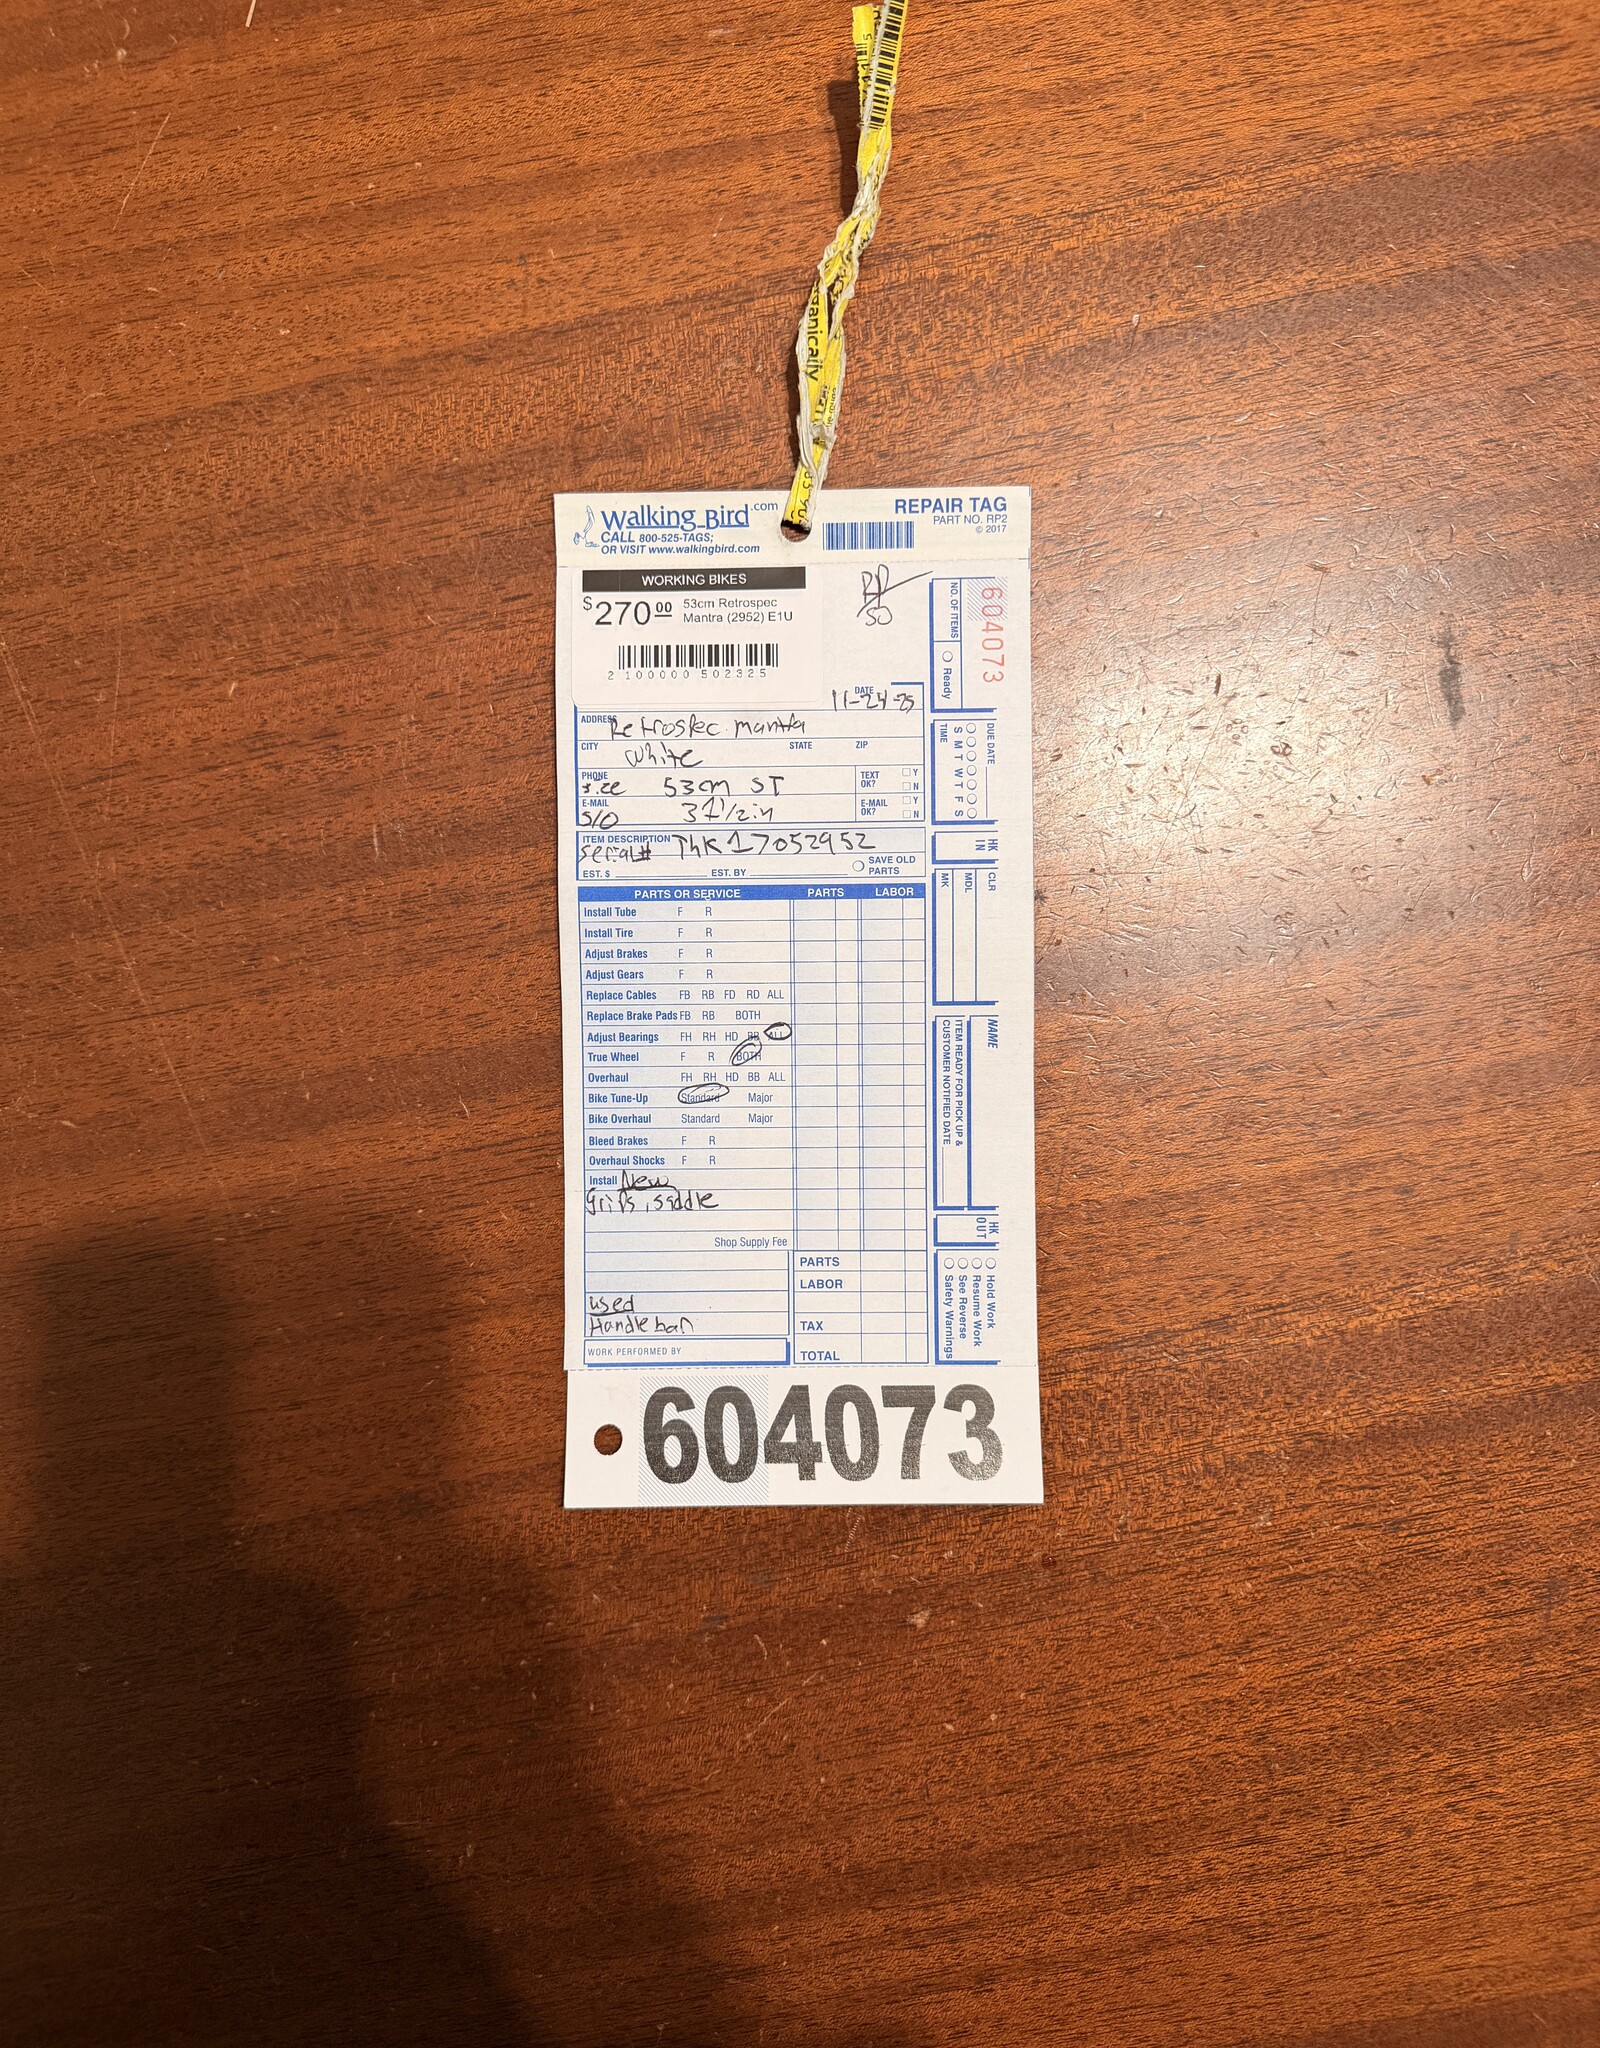 ganically
Walking Bird.com
CALL 800-525-TAGS;
OR VISIT www.walkingbird.com
REPAIR TAG
PART NO. RP2
© 2017
WORKING BIKES
$270.00 53cm Retrospec
Mantra (2952) E1U
2 100000 502325
DATE 11-24-25
ADDRESS Retrospec mantra
CITY white STATE ZIP
PHONE size 53cm ST TEXT OK? Y N
E-MAIL S/O 31 1/2 in E-MAIL OK? Y N
ITEM DESCRIPTION
serial# ThK17052952
EST. $ EST. BY SAVE OLD PARTS
PARTS OR SERVICE PARTS LABOR
Install Tube F R
Install Tire F R
Adjust Brakes F R
Adjust Gears F R
Replace Cables FB RB FD RD ALL
Replace Brake Pads FB RB BOTH
Adjust Bearings FH RH HD BB ALL
True Wheel F R BOTH
Overhaul FH RH HD BB ALL
Bike Tune-Up Standard Major
Bike Overhaul Standard Major
Bleed Brakes F R
Overhaul Shocks F R
Install New
Grips, saddle
Shop Supply Fee
PARTS
LABOR
used
Handle bar TAX
WORK PERFORMED BY TOTAL
604073
NO. OF ITEMS Ready
DUE DATE
S M T W T F S
TIME
HK IN
CLR
MDL
MK
NAME
ITEM READY FOR PICK UP &
CUSTOMER NOTIFIED DATE
HK OUT
Hold Work
Resume Work
See Reverse
Safety Warnings
604073